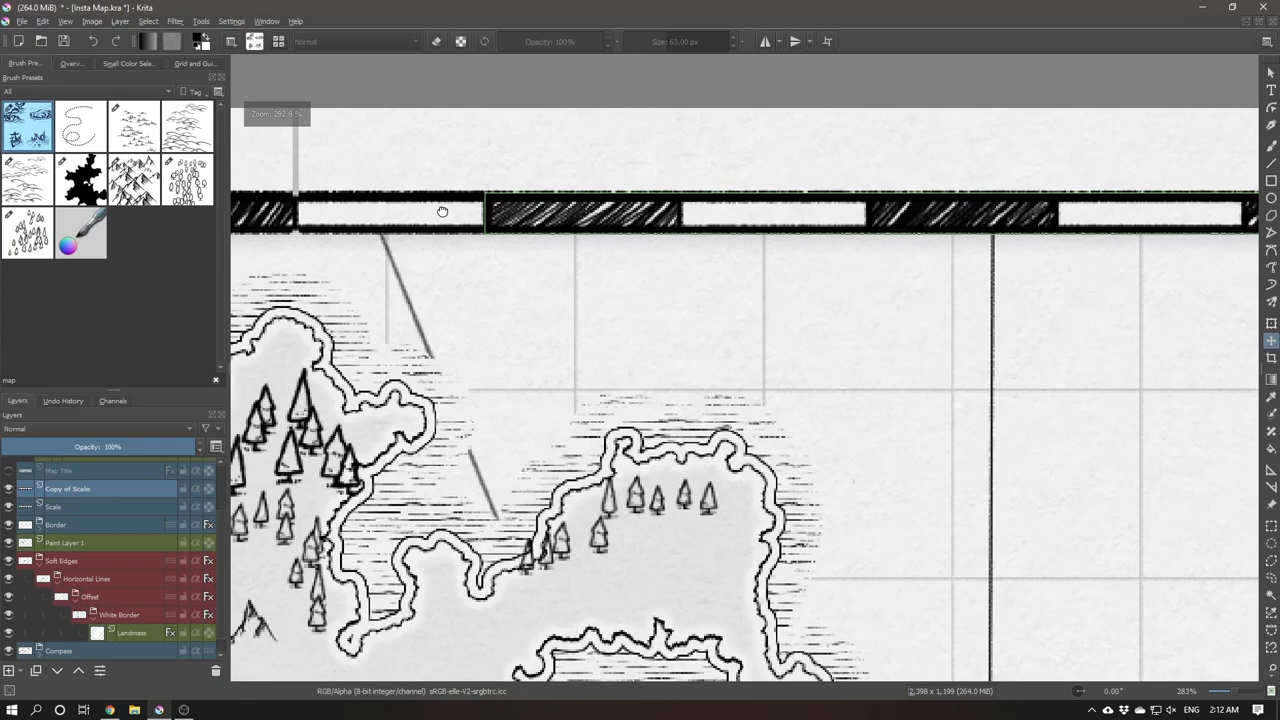 *(264.0 MiB) * [Insta Map.kra *] - Krita
File Edit View Image Layer Select Filter Tools Settings Window Help
Normal Opacity: 100% Size: 63.00 px
Brush Pre... Overv... Small Color Sele... Grid and Gui...
Brush Presets
All Tag
Zoom: 282.8 %
map
Layers Undo History Channels
Layers
Normal
Opacity: 100%
Map Title
Copy of Scale
Scale
Border
Paint Layer 1
Soft Edges
Horizontal Lines
Offset
White Border
Landmass
Compass
RGB/Alpha (8-bit integer/channel) sRGB-elle-V2-srgbtrc.icc 2,398 x 1,199 (264.0 MiB) 0.00° 283%
2:12 AM